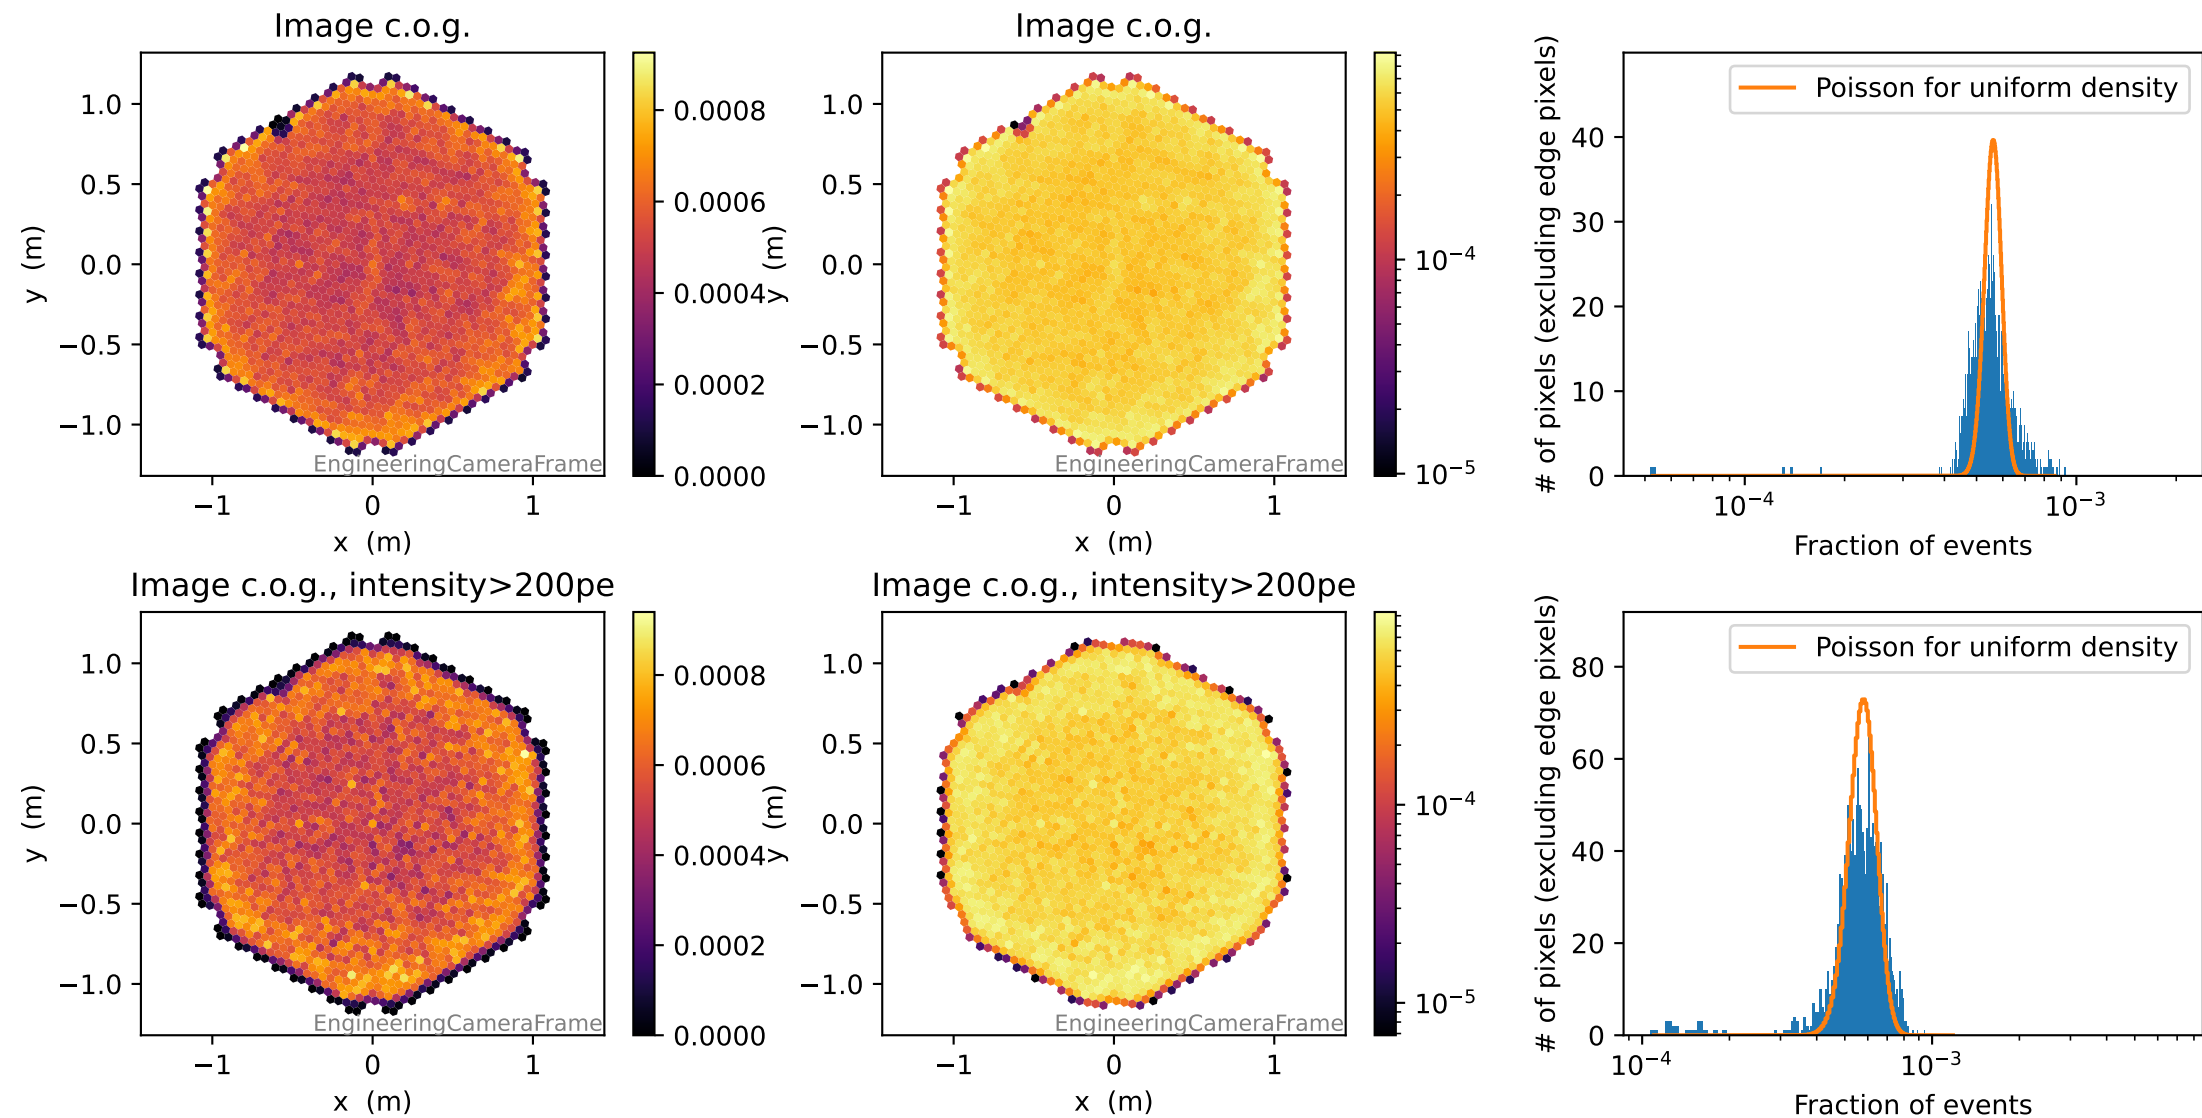 Image c.o.g.
1.0
0.5
0.0
−0.5
−1.0
y (m)
−1 0 1
x (m)
EngineeringCameraFrame
0.0008
0.0006
0.0004
0.0002
0.0000
Image c.o.g.
1.0
0.5
0.0
−0.5
−1.0
y (m)
−1 0 1
x (m)
EngineeringCameraFrame
10⁻⁴
10⁻⁵
Poisson for uniform density
# of pixels (excluding edge pixels)
40
30
20
10
0
10⁻⁴ 10⁻³
Fraction of events
Image c.o.g., intensity>200pe
1.0
0.5
0.0
−0.5
−1.0
y (m)
−1 0 1
x (m)
EngineeringCameraFrame
0.0008
0.0006
0.0004
0.0002
0.0000
Image c.o.g., intensity>200pe
1.0
0.5
0.0
−0.5
−1.0
y (m)
−1 0 1
x (m)
EngineeringCameraFrame
10⁻⁴
10⁻⁵
Poisson for uniform density
# of pixels (excluding edge pixels)
80
60
40
20
0
10⁻⁴ 10⁻³
Fraction of events